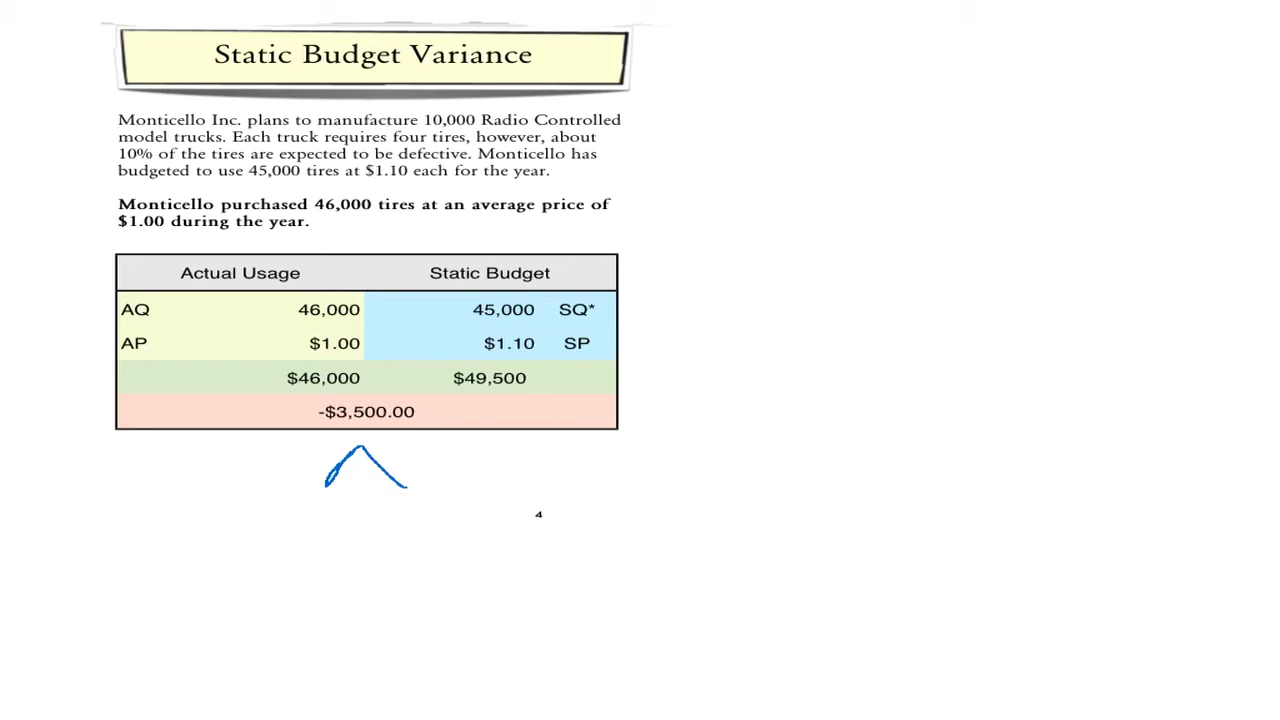 Static Budget Variance
Monticello Inc. plans to manufacture 10,000 Radio Controlled
model trucks. Each truck requires four tires, however, about
10% of the tires are expected to be defective. Monticello has
budgeted to use 45,000 tires at $1.10 each for the year.
Monticello purchased 46,000 tires at an average price of
$1.00 during the year.
Actual Usage Static Budget
AQ 46,000 45,000 SQ*
AP $1.00 $1.10 SP
$46,000 $49,500
-$3,500.00
4